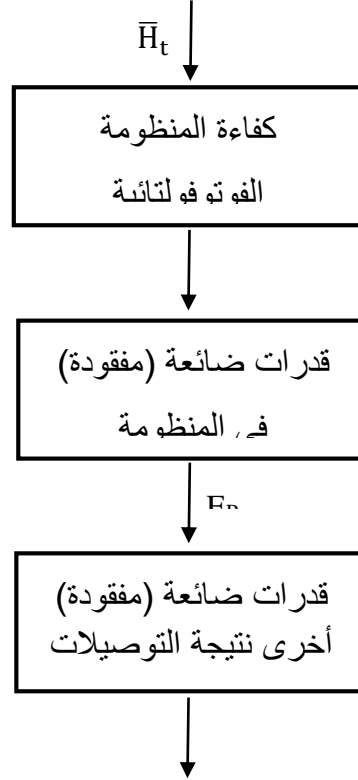 H̅ₜ
كفاءة المنظومة
الفوتوفولتائية
قدرات ضائعة (مفقودة)
في المنظومة
قدرات ضائعة (مفقودة)
أخرى نتيجة التوصيلات